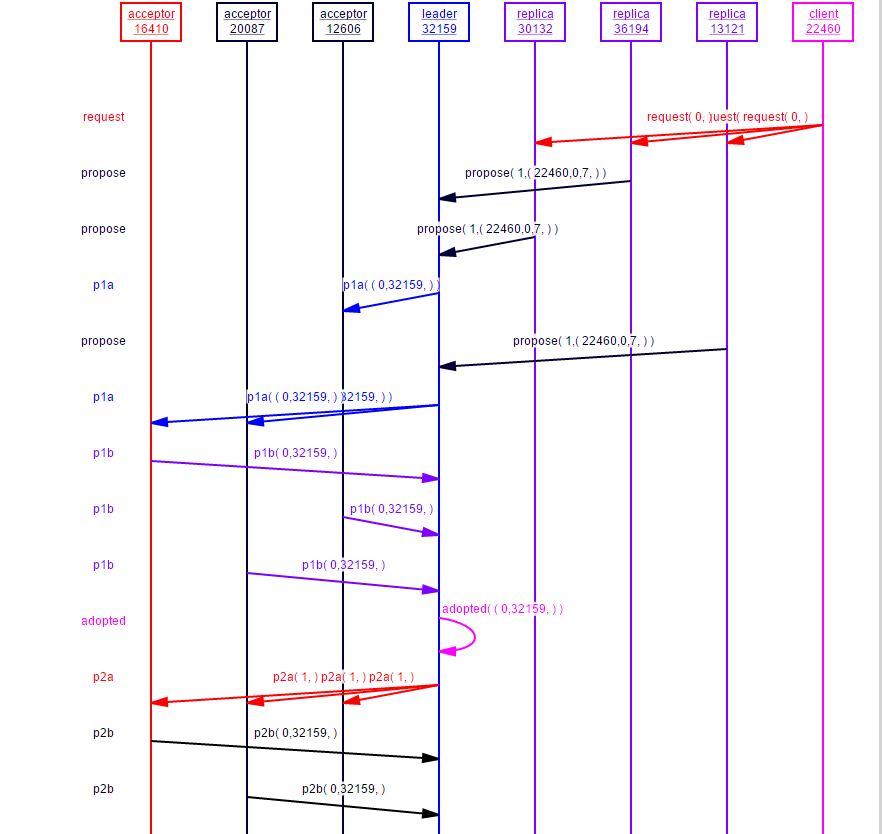 acceptor acceptor acceptor leader replica replica replica client
16410 20087 12606 32159 30132 36194 13121 22460
request request( 0, )uest( request( 0, )
propose propose( 1,( 22460,0,7, ) )
propose propose( 1,( 22460,0,7, ) )
p1a p1a( ( 0,32159, ) )
propose propose( 1,( 22460,0,7, ) )
p1a p1a( ( 0,32159, ) )32159, ) )
p1b p1b( 0,32159, )
p1b p1b( 0,32159, )
p1b p1b( 0,32159, )
adopted( ( 0,32159, ) )
adopted
p2a p2a( 1, ) p2a( 1, ) p2a( 1, )
p2b p2b( 0,32159, )
p2b p2b( 0,32159, )